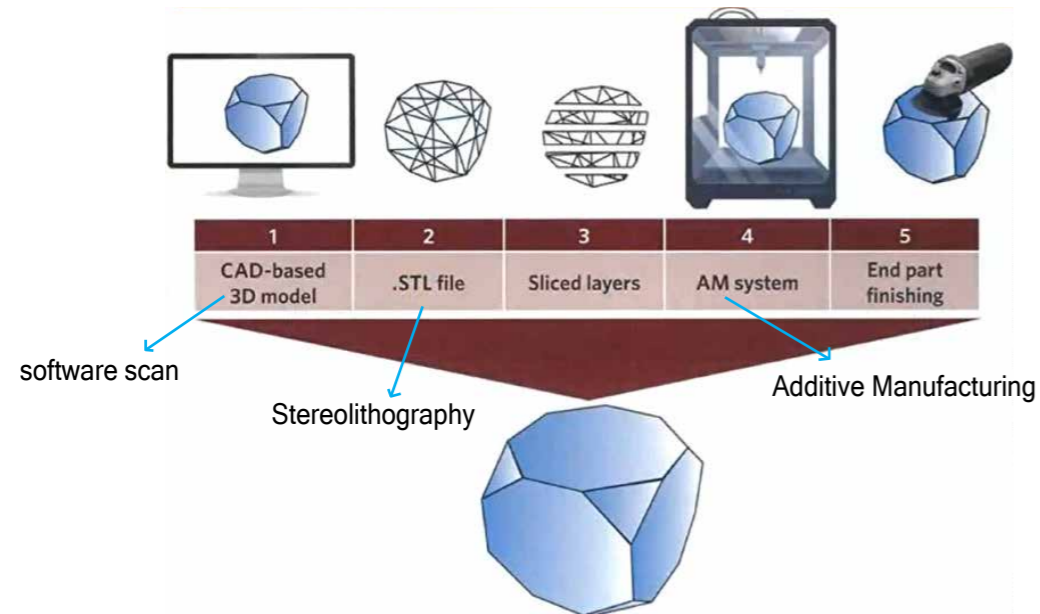 1
2
3
4
5
CAD-based
3D model
.STL file
Sliced layers
AM system
End part
finishing
software scan
Stereolithography
Additive Manufacturing